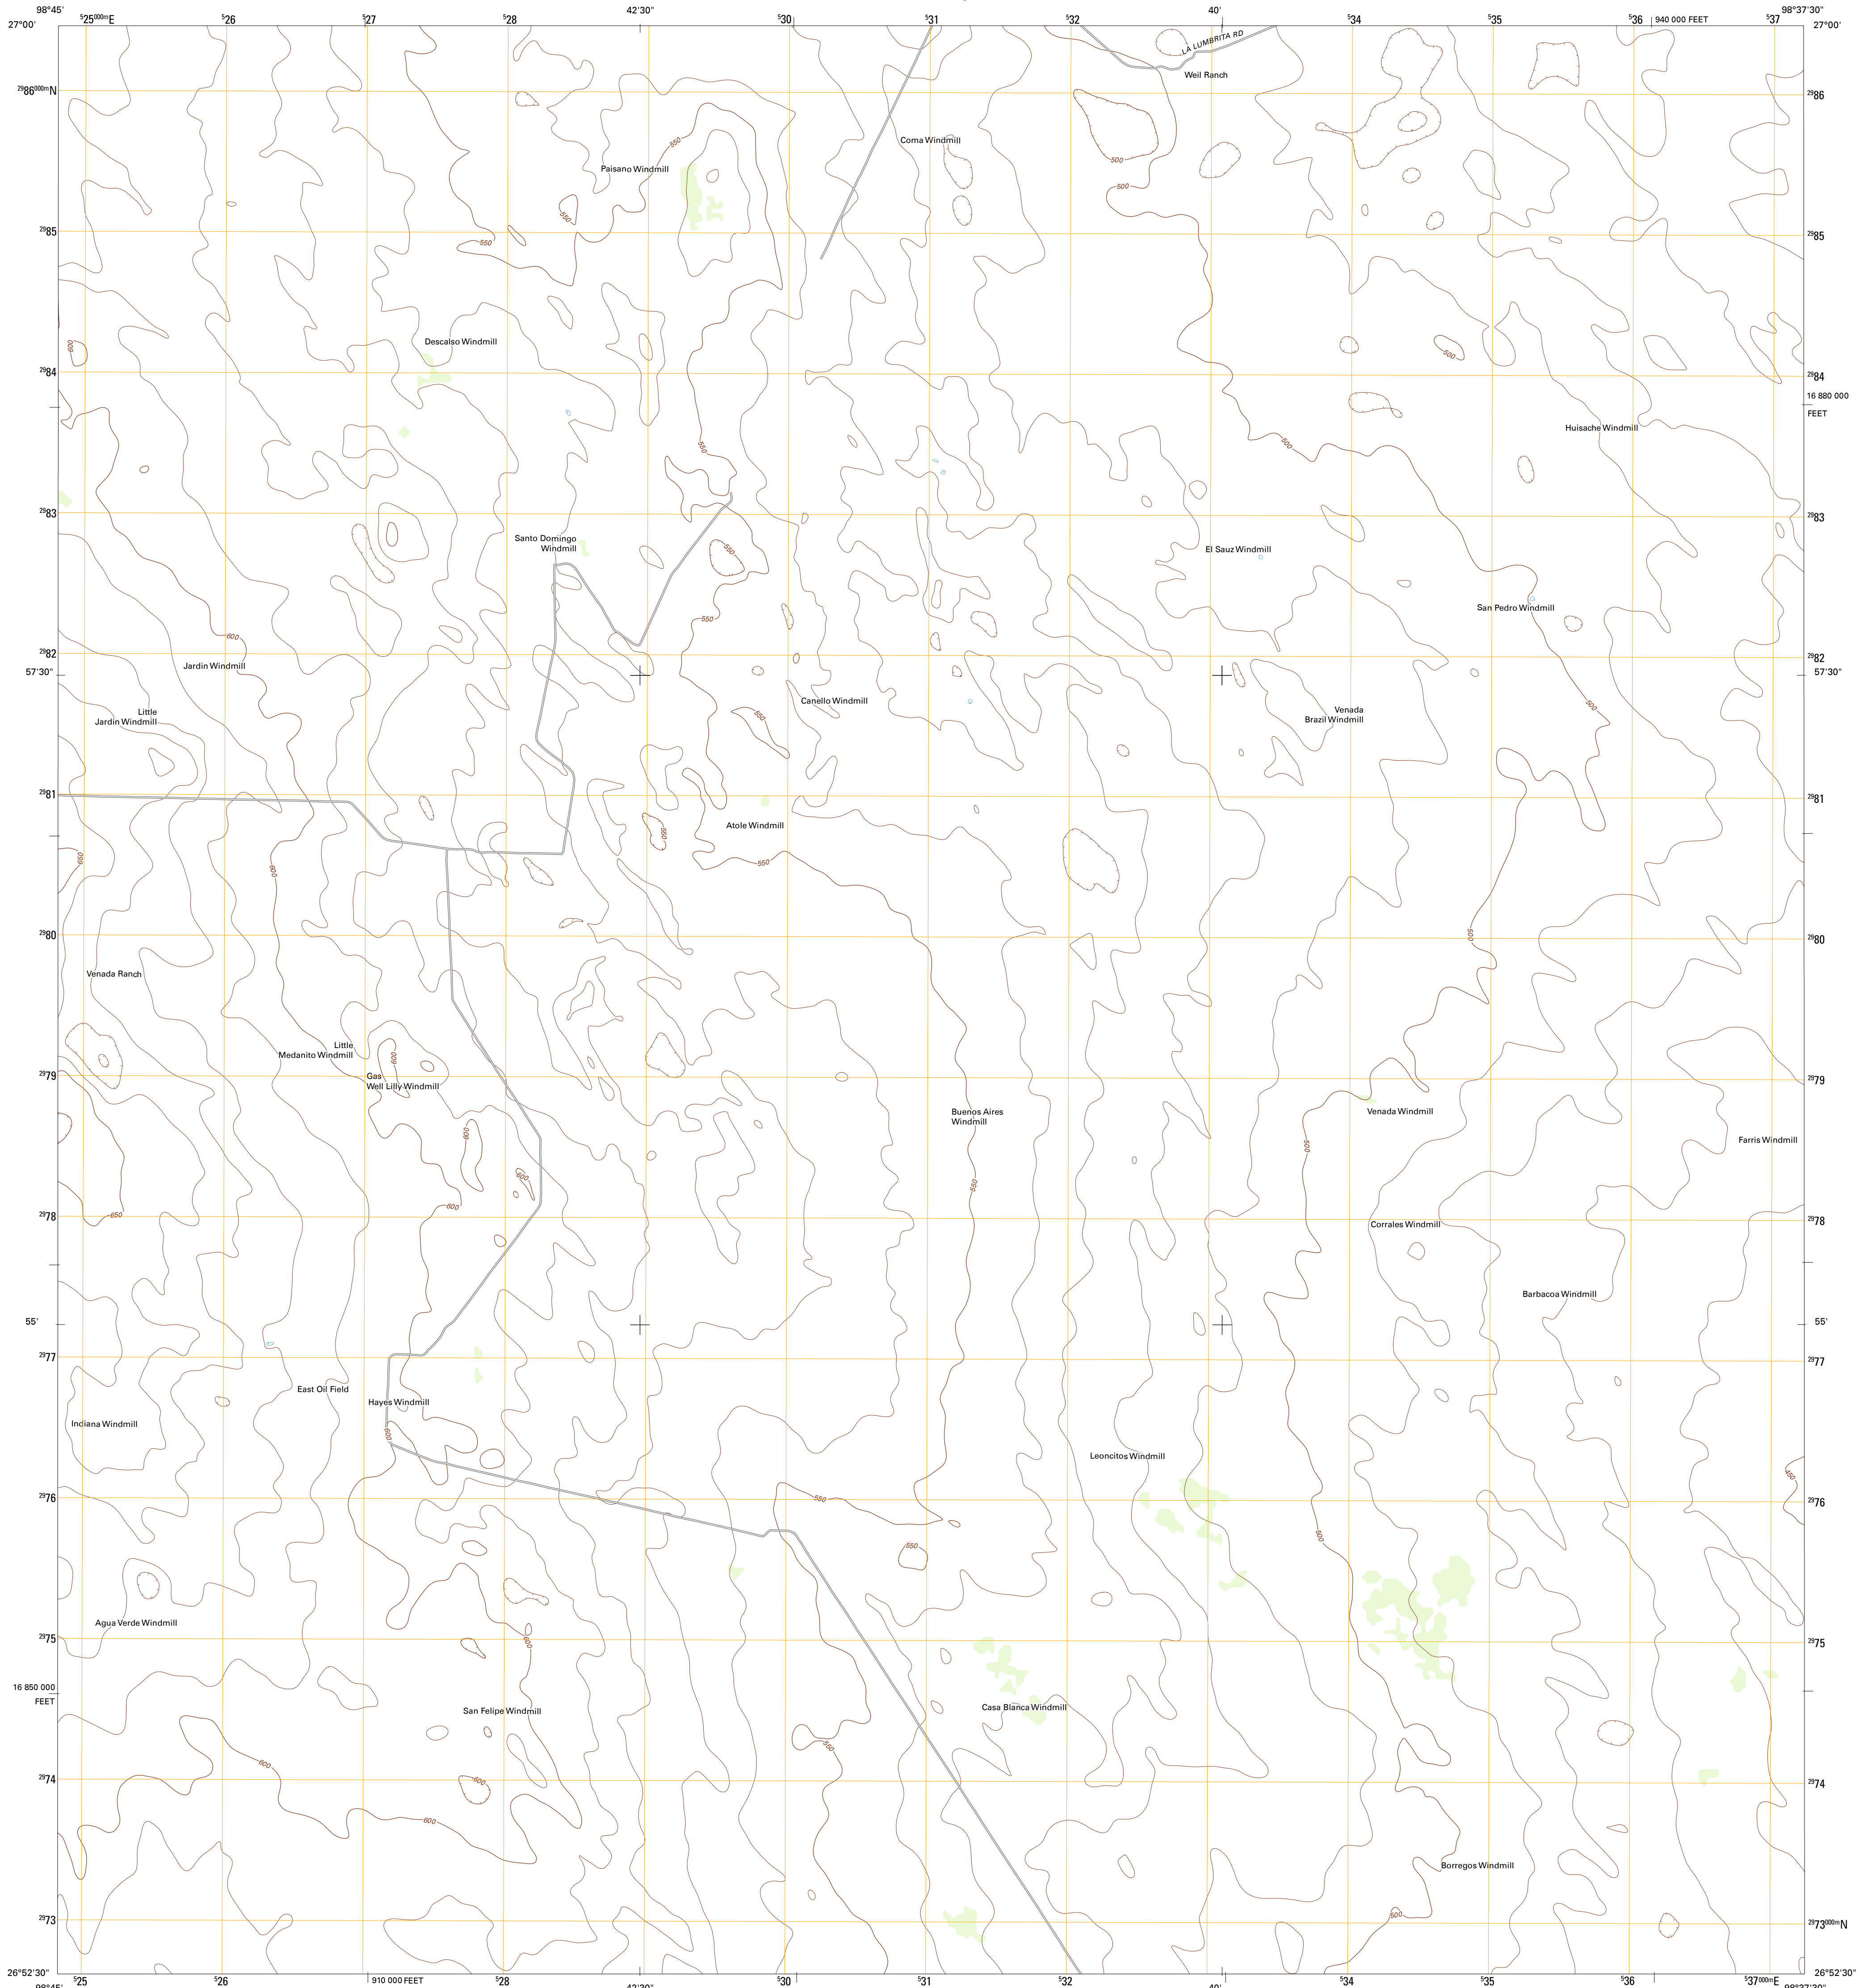 98°45'
⁵25⁰⁰⁰ᵐE
⁵26
⁵27
⁵28
42'30"
⁵30
⁵31
⁵32
40'
⁵34
⁵35
⁵36
940 000 FEET
⁵37
98°37'30"
27°00'
27°00'
LA LUMBRITA RD
Weil Ranch
²⁹86⁰⁰⁰ᵐN
²⁹86
Coma Windmill
550
500
Paisano Windmill
500
550
²⁹85
²⁹85
550
Descalso Windmill
600
500
²⁹84
²⁹84
16 880 000
FEET
Huisache Windmill
500
550
²⁹83
²⁹83
Santo Domingo
Windmill
550
El Sauz Windmill
San Pedro Windmill
550
600
²⁹82
²⁹82
Jardin Windmill
57'30"
57'30"
Canello Windmill
500
Little
Jardin Windmill
550
Venada
Brazil Windmill
²⁹81
²⁹81
Atole Windmill
550
650
550
600
²⁹80
500
²⁹80
Venada Ranch
Little
Medanito Windmill
600
Gas
Well Lilly Windmill
²⁹79
²⁹79
Buenos Aires
Windmill
Venada Windmill
600
500
Farris Windmill
600
550
600
650
²⁹78
²⁹78
Corrales Windmill
Barbacoa Windmill
55'
55'
²⁹77
²⁹77
East Oil Field
Hayes Windmill
Indiana Windmill
600
Leoncitos Windmill
450
²⁹76
550
²⁹76
500
550
Agua Verde Windmill
²⁹75
600
²⁹75
16 850 000
FEET
San Felipe Windmill
Casa Blanca Windmill
550
600
²⁹74
600
²⁹74
600
Borregos Windmill
²⁹73
500
²⁹73⁰⁰⁰ᵐN
26°52'30"
26°52'30"
⁵25
⁵26
910 000 FEET
⁵28
⁵30
⁵31
⁵32
⁵34
⁵35
⁵36
⁵37⁰⁰⁰ᵐE
98°45'
42'30"
40'
98°37'30"